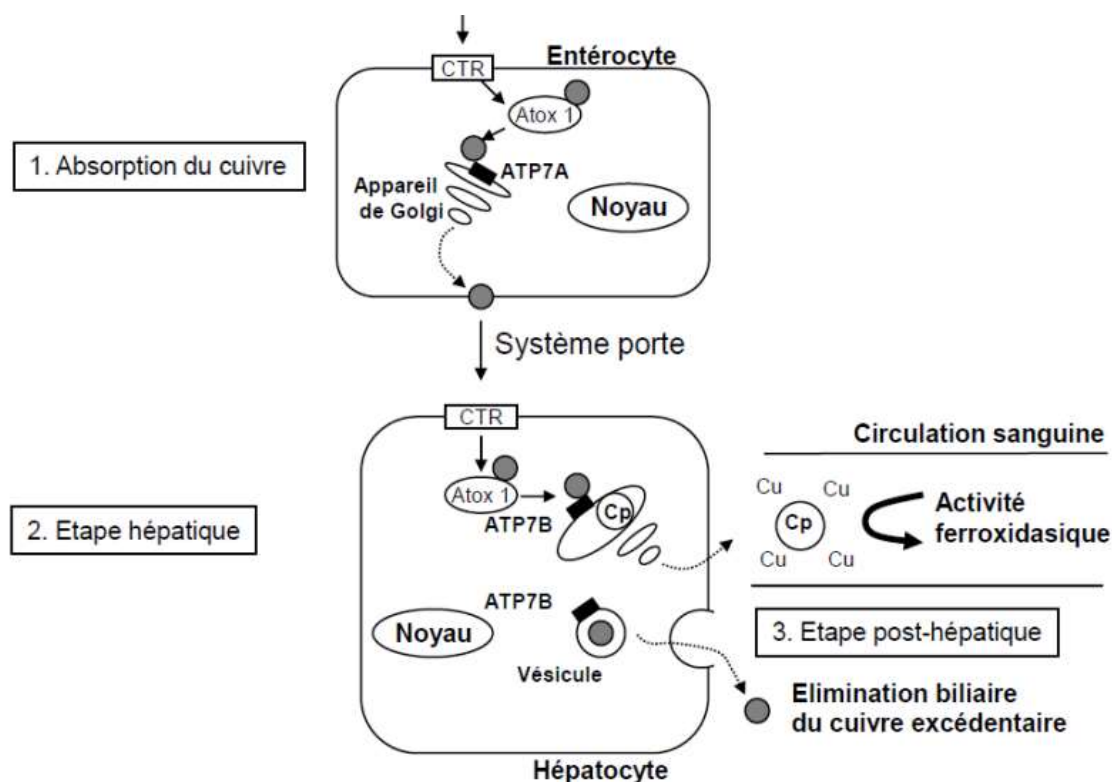 Entérocyte
CTR
Atox 1
1. Absorption du cuivre
ATP7A
Appareil
de Golgi
Noyau
Système porte
CTR
Circulation sanguine
Atox 1
Cu
Cu
Activité
ferroxidasique
2. Etape hépatique
ATP7B
Cp
Cp
Cu
Cu
ATP7B
Noyau
3. Etape post-hépatique
Vésicule
Elimination biliaire
du cuivre excédentaire
Hépatocyte